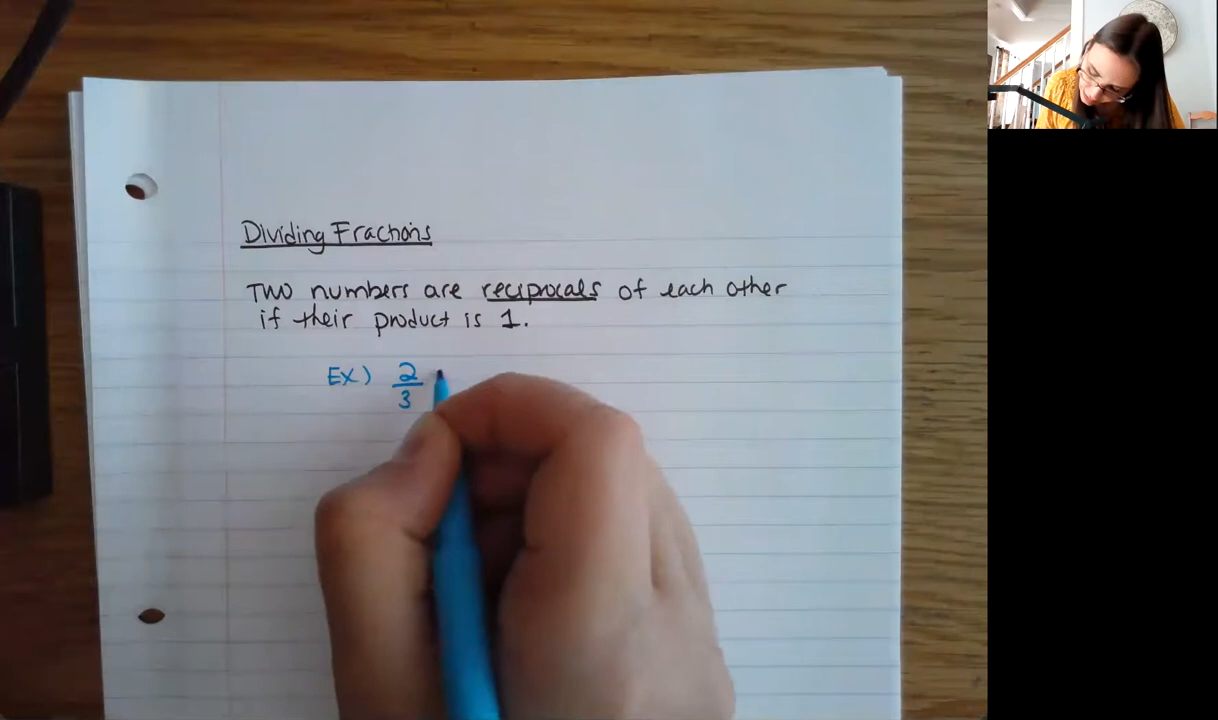 Dividing Fractions
Two numbers are reciprocals of each other
if their product is 1.
EX) 2/3